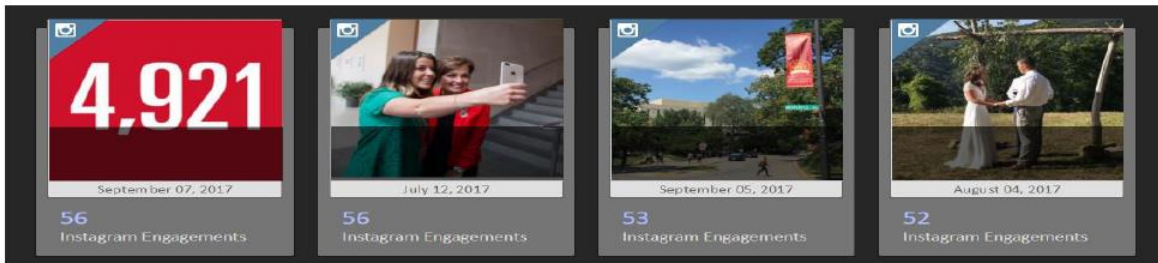 4,921
September 07, 2017
56
Instagram Engagements
July 12, 2017
56
Instagram Engagements
September 05, 2017
53
Instagram Engagements
August 04, 2017
52
Instagram Engagements